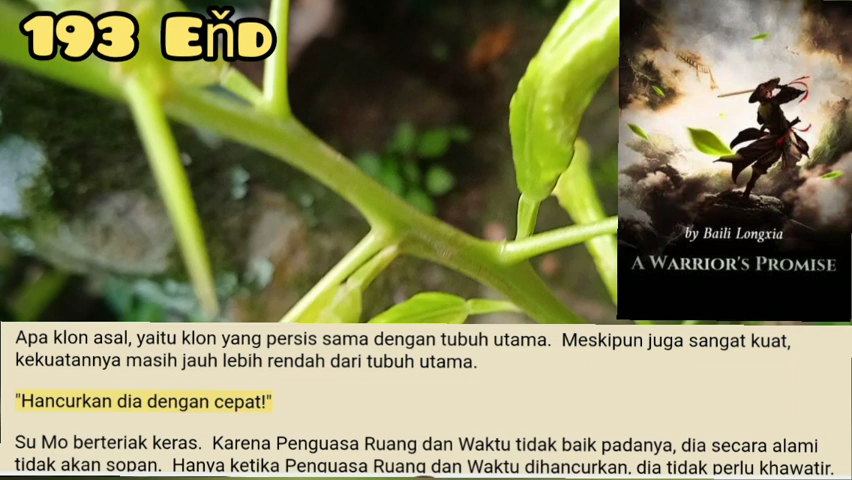 193 Eňd
by Baili Longxia
A Warrior's Promise
Apa klon asal, yaitu klon yang persis sama dengan tubuh utama. Meskipun juga sangat kuat,
kekuatannya masih jauh lebih rendah dari tubuh utama.
"Hancurkan dia dengan cepat!"
Su Mo berteriak keras. Karena Penguasa Ruang dan Waktu tidak baik padanya, dia secara alami
tidak akan sopan. Hanya ketika Penguasa Ruang dan Waktu dihancurkan, dia tidak perlu khawatir.